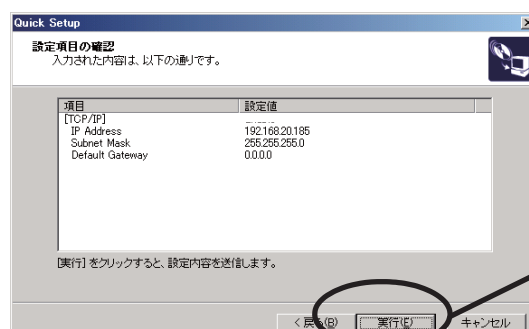 Quick Setup
設定項目の確認
入力された内容は、以下の通りです。
項目 設定値
[TCP/IP]
IP Address 192.168.20.185
Subnet Mask 255.255.255.0
Default Gateway 0.0.0.0
[実行] をクリックすると、設定内容を送信します。
< 戻る(B) 実行(E) キャンセル